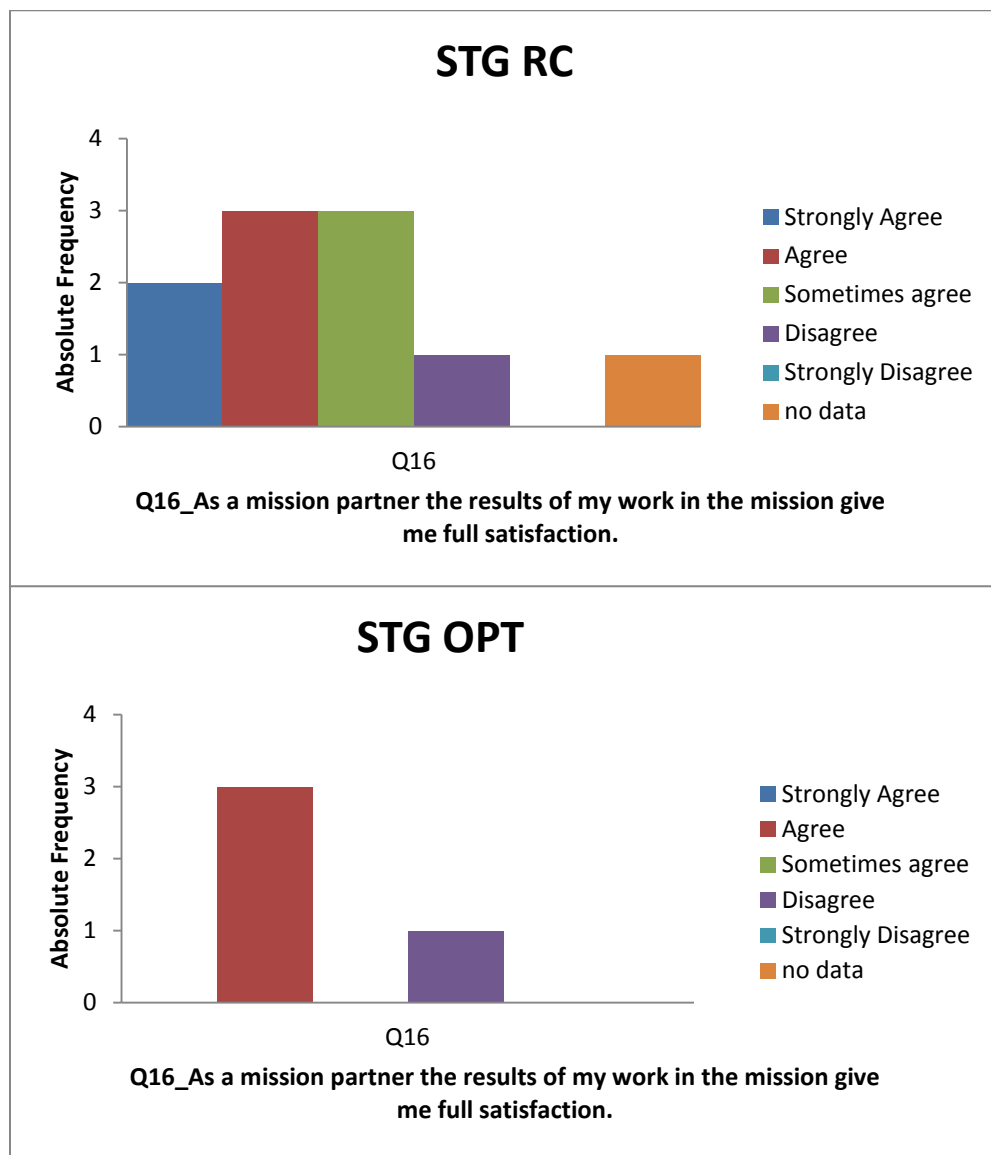 STG RC
4
3
2
1
0
Absolute Frequency
Q16
Strongly Agree
Agree
Sometimes agree
Disagree
Strongly Disagree
no data
Q16_As a mission partner the results of my work in the mission give
me full satisfaction.
STG OPT
4
3
2
1
0
Absolute Frequency
Q16
Strongly Agree
Agree
Sometimes agree
Disagree
Strongly Disagree
no data
Q16_As a mission partner the results of my work in the mission give
me full satisfaction.